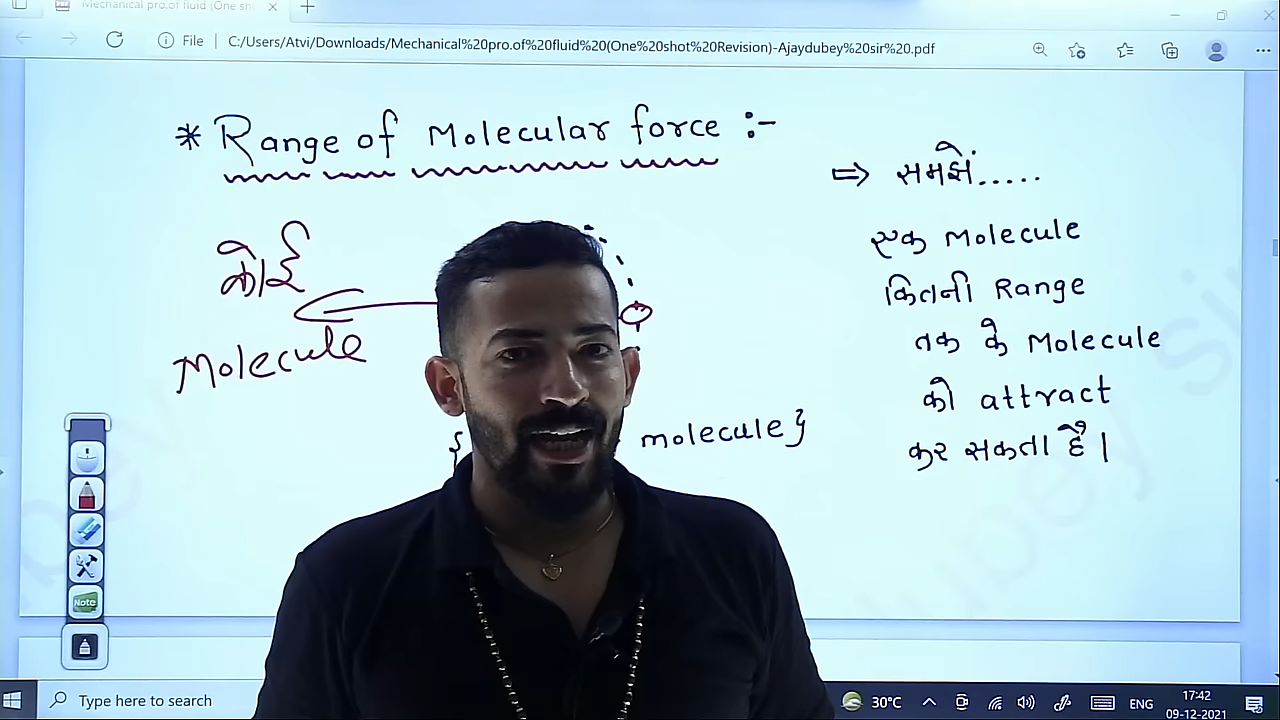 Mechanical pro.of fluid (One sh
File
C:/Users/Atvi/Downloads/Mechanical%20pro.of%20fluid%20(One%20shot%20Revision)-Ajaydubey%20sir%20.pdf
* Range of Molecular force :-
⇒ समझें.....
एक Molecule
कितनी Range
तक के Molecule
को attract
कर सकता है।
कोई
Molecule
{
molecule}
Note
Type here to search
30°C
ENG
17:42
09-12-2021